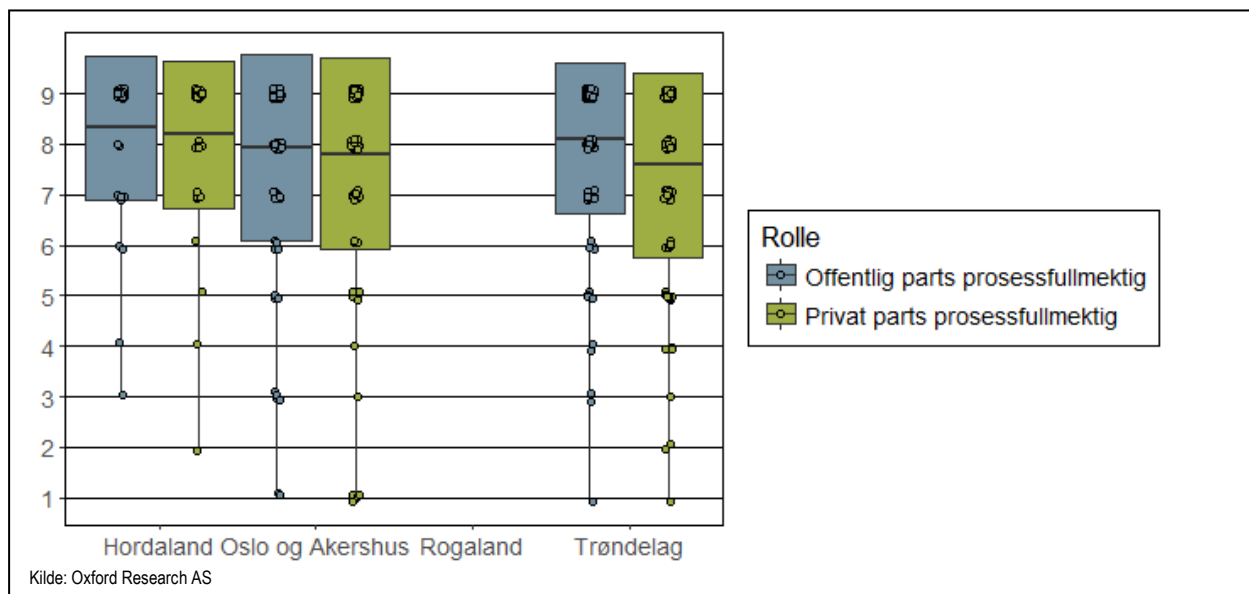 9
8
7
6
5
4
3
2
1
Hordaland Oslo og Akershus Rogaland Trøndelag
Rolle
Offentlig parts prosessfullmektig
Privat parts prosessfullmektig
Kilde: Oxford Research AS